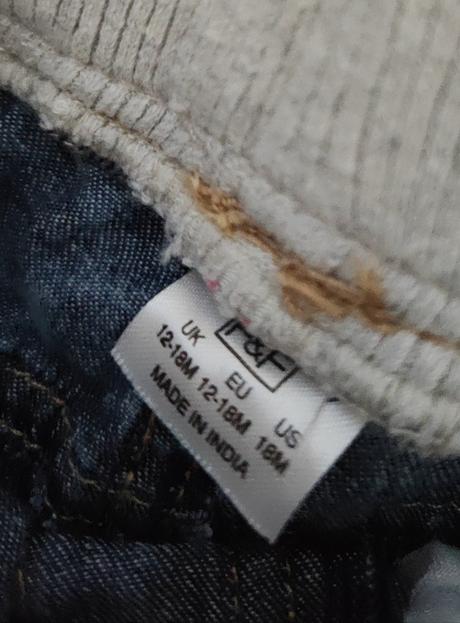 F&F
UK EU US
12-18M 12-18M 18M
MADE IN INDIA